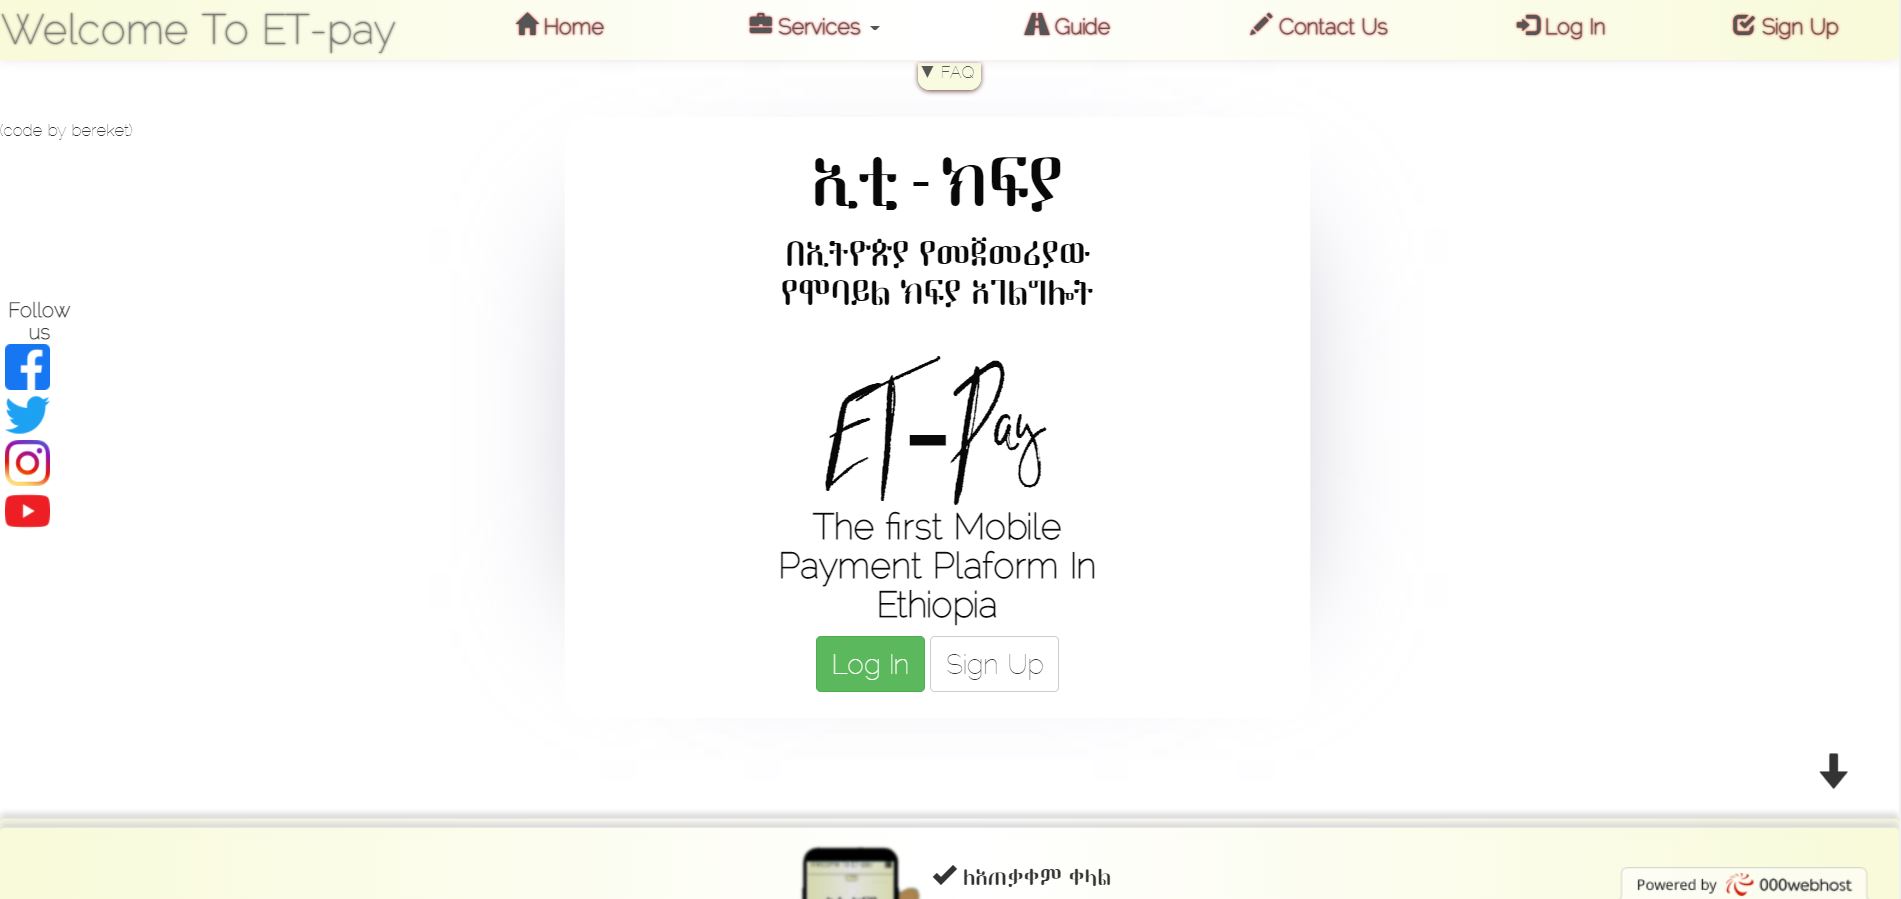 Welcome To ET-pay
Home
Services
Guide
Contact Us
Log In
Sign Up
▼ FAQ
(code by bereket)
ኢቲ - ክፍያ
በኢትዮጵያ የመጀመሪያው
የሞባይል ክፍያ አገልግሎት
Follow
us
ET-Pay
The first Mobile
Payment Plaform In
Ethiopia
Log In
Sign Up
ለአጠቃቀም ቀላል
Powered by 000webhost